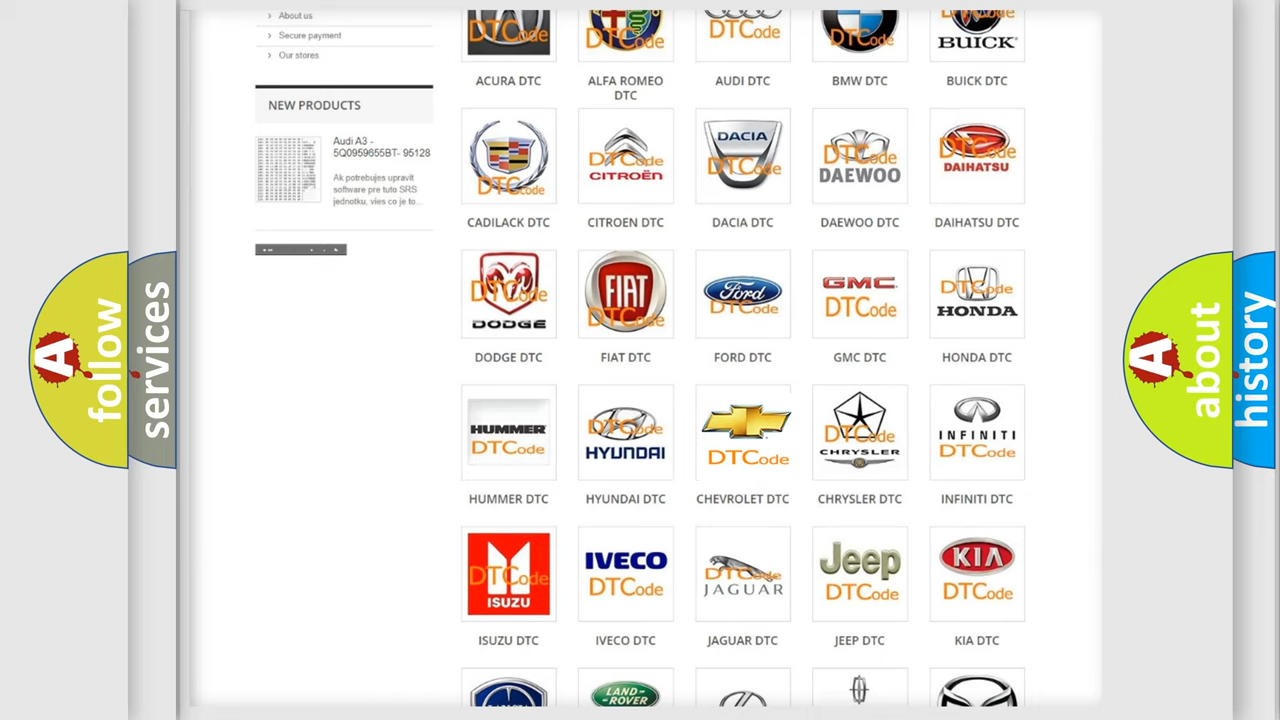 About us
Secure payment
Our stores
NEW PRODUCTS
Audi A3 -
5Q0959655BT- 95128
Ak potrebujes upravit
software pre tuto SRS
jednotku, vies co je to...
DTCode DTCode DTCode DTCode BUICK
ACURA DTC ALFA ROMEO DTC AUDI DTC BMW DTC BUICK DTC
DTCode DTCode CITROËN DACIA DTCode DTCode DAEWOO DTCode DAIHATSU
CADILACK DTC CITROEN DTC DACIA DTC DAEWOO DTC DAIHATSU DTC
DTCode DODGE FIAT DTCode Ford DTCode GMC DTCode DTCode HONDA
DODGE DTC FIAT DTC FORD DTC GMC DTC HONDA DTC
HUMMER DTCode DTCode HYUNDAI DTCode DTCode CHRYSLER INFINITI DTCode
HUMMER DTC HYUNDAI DTC CHEVROLET DTC CHRYSLER DTC INFINITI DTC
DTCode ISUZU IVECO DTCode DTCode JAGUAR Jeep DTCode KIA DTCode
ISUZU DTC IVECO DTC JAGUAR DTC JEEP DTC KIA DTC
LAND-
ROVER
A follow
services
A about
history